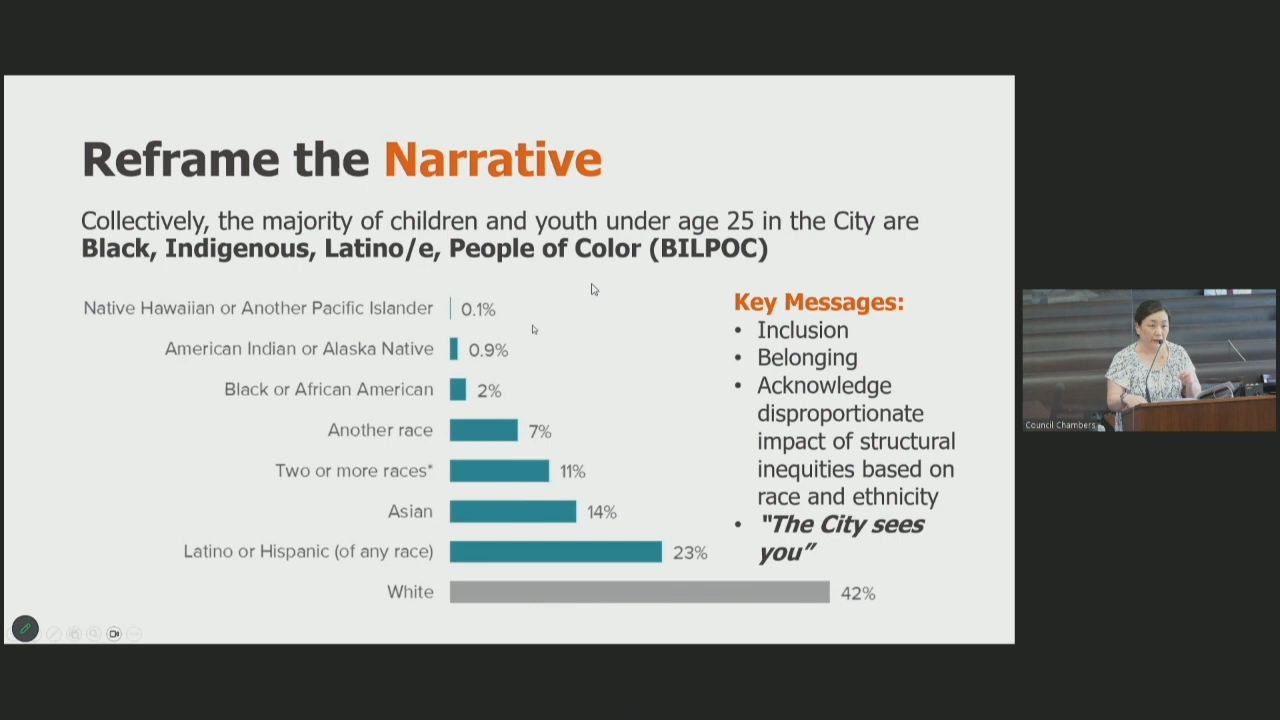 Reframe the Narrative
Collectively, the majority of children and youth under age 25 in the City are
Black, Indigenous, Latino/e, People of Color (BILPOC)
Native Hawaiian or Another Pacific Islander 0.1%
American Indian or Alaska Native 0.9%
Black or African American 2%
Another race 7%
Two or more races* 11%
Asian 14%
Latino or Hispanic (of any race) 23%
White 42%
Key Messages:
• Inclusion
• Belonging
• Acknowledge
disproportionate
impact of structural
inequities based on
race and ethnicity
• "The City sees
you”
Council Chambers